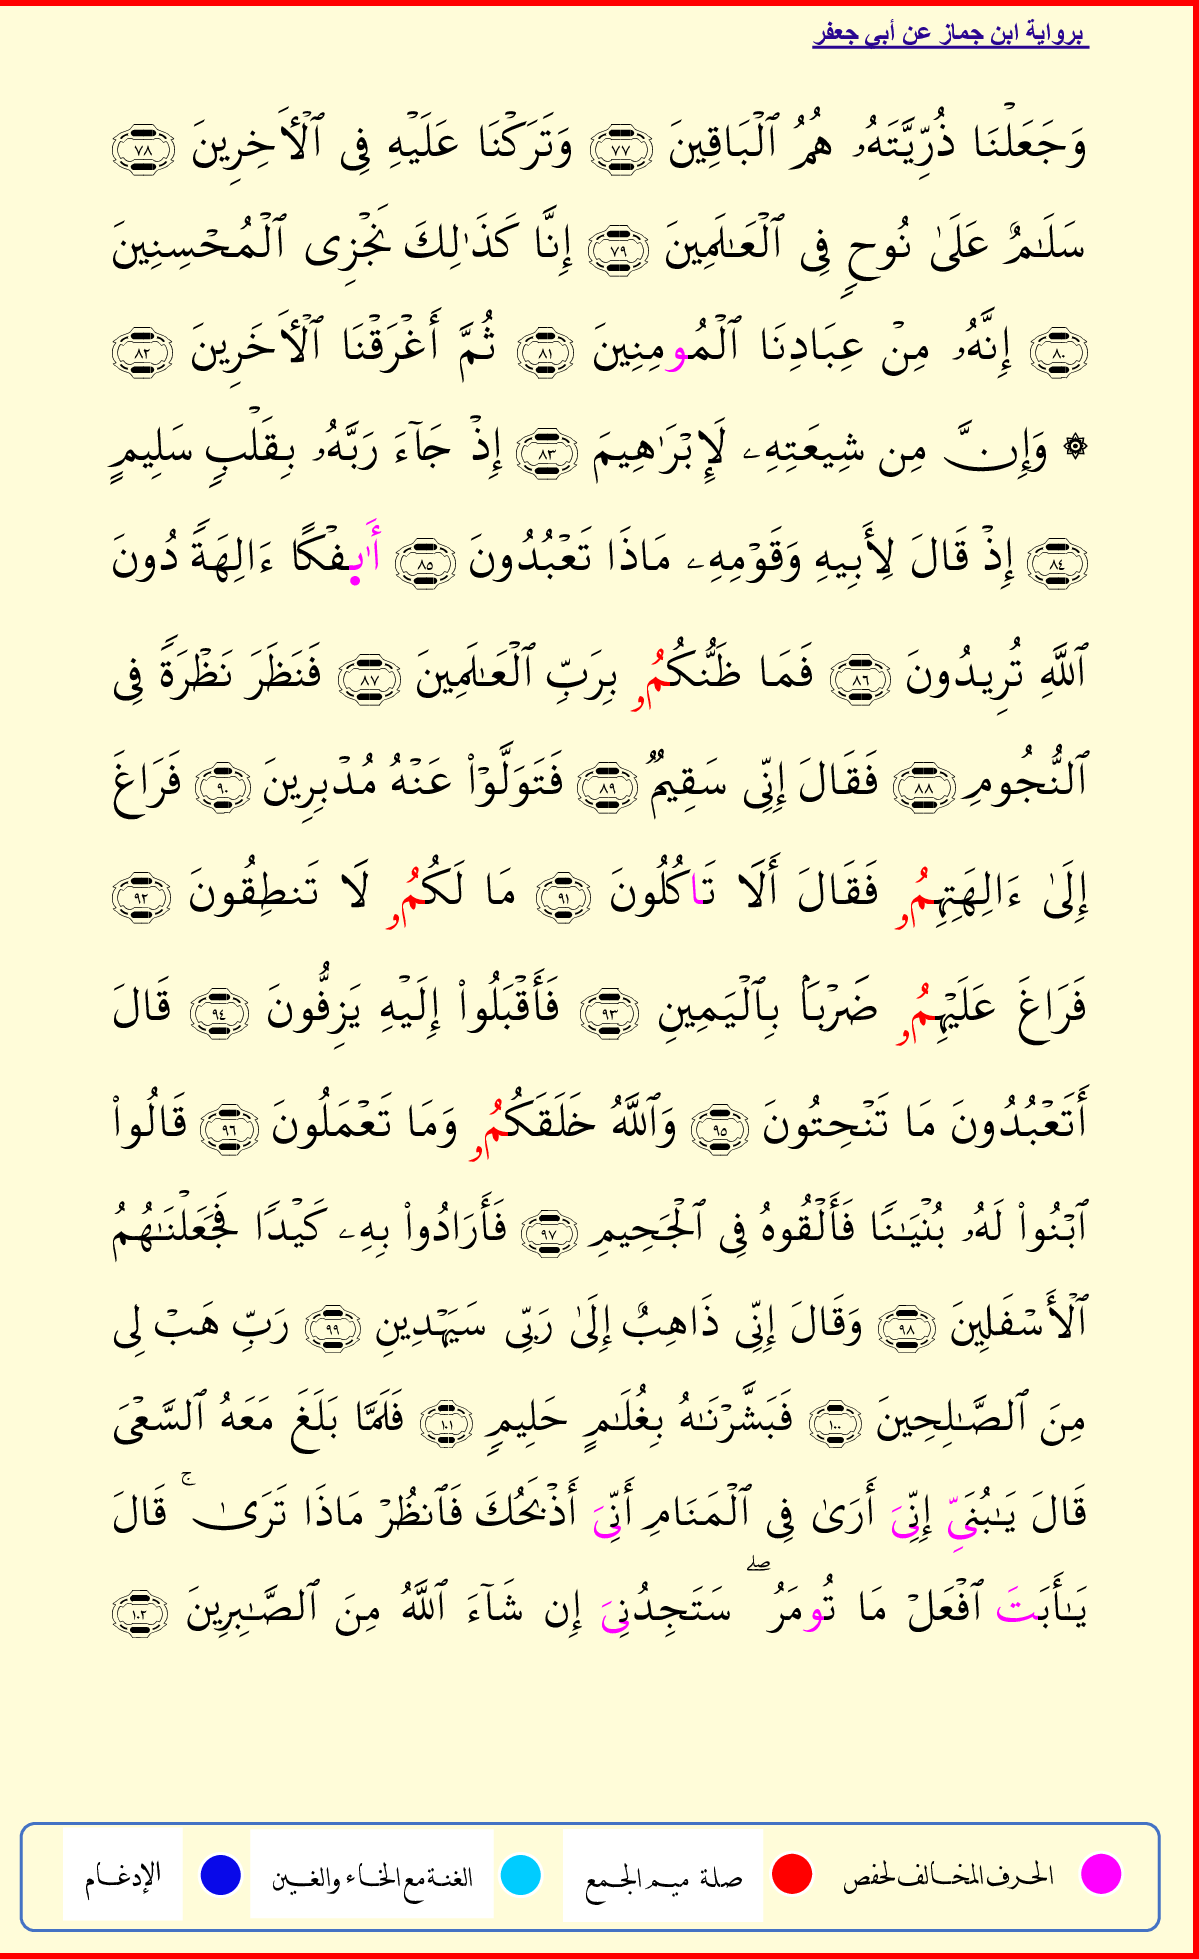 برواية ابن جماز عن أبي جعفر
وَجَعَلْنَا ذُرِّيَّتَهُۥ هُمُ ٱلْبَاقِينَ ٧٧ وَتَرَكْنَا عَلَيْهِ فِى ٱلْأَخِرِينَ ٧٨
سَلَـٰمٌ عَلَىٰ نُوحٍ فِى ٱلْعَـٰلَمِينَ ٧٩ إِنَّا كَذَٰلِكَ نَجْزِى ٱلْمُحْسِنِينَ
٨٠ إِنَّهُۥ مِنْ عِبَادِنَا ٱلْمُومِنِينَ ٨١ ثُمَّ أَغْرَقْنَا ٱلْأَخَرِينَ ٨٢
۞ وَإِنَّ مِن شِيعَتِهِۦ لَإِبْرَٰهِيمَ ٨٣ إِذْ جَآءَ رَبَّهُۥ بِقَلْبٍ سَلِيمٍ
٨٤ إِذْ قَالَ لِأَبِيهِ وَقَوْمِهِۦ مَاذَا تَعْبُدُونَ ٨٥ أَٰى۪فْكًا ءَالِهَةً دُونَ
ٱللَّهِ تُرِيدُونَ ٨٦ فَمَا ظَنُّكُمُۥ بِرَبِّ ٱلْعَـٰلَمِينَ ٨٧ فَنَظَرَ نَظْرَةً فِى
ٱلنُّجُومِ ٨٨ فَقَالَ إِنِّى سَقِيمٌ ٨٩ فَتَوَلَّوْا۟ عَنْهُ مُدْبِرِينَ ٩٠ فَرَاغَ
إِلَىٰ ءَالِهَتِهِمُۥ فَقَالَ أَلَا تَاكُلُونَ ٩١ مَا لَكُمُۥ لَا تَنطِقُونَ ٩٢
فَرَاغَ عَلَيْهِمُۥ ضَرْبَۢا بِٱلْيَمِينِ ٩٣ فَأَقْبَلُوا۟ إِلَيْهِ يَزِفُّونَ ٩٤ قَالَ
أَتَعْبُدُونَ مَا تَنْحِتُونَ ٩٥ وَٱللَّهُ خَلَقَكُمُۥ وَمَا تَعْمَلُونَ ٩٦ قَالُوا۟
ٱبْنُوا۟ لَهُۥ بُنْيَـٰنًا فَأَلْقُوهُ فِى ٱلْجَحِيمِ ٩٧ فَأَرَادُوا۟ بِهِۦ كَيْدًا فَجَعَلْنَـٰهُمُ
ٱلْأَسْفَلِينَ ٩٨ وَقَالَ إِنِّى ذَاهِبٌ إِلَىٰ رَبِّى سَيَهْدِينِ ٩٩ رَبِّ هَبْ لِى
مِنَ ٱلصَّـٰلِحِينَ ١٠٠ فَبَشَّرْنَـٰهُ بِغُلَـٰمٍ حَلِيمٍ ١٠١ فَلَمَّا بَلَغَ مَعَهُ ٱلسَّعْىَ
قَالَ يَـٰبُنَىِّ إِنِّىَ أَرَىٰ فِى ٱلْمَنَامِ أَنِّىَ أَذْبَحُكَ فَٱنظُرْ مَاذَا تَرَىٰ ۚ قَالَ
يَـٰأَبَتَ ٱفْعَلْ مَا تُومَرُ ۖ سَتَجِدُنِىَ إِن شَآءَ ٱللَّهُ مِنَ ٱلصَّـٰبِرِينَ ١٠٢
الحرف المخالف لحفص صلة ميم الجمع الغنة مع الخاء والغين الإدغام